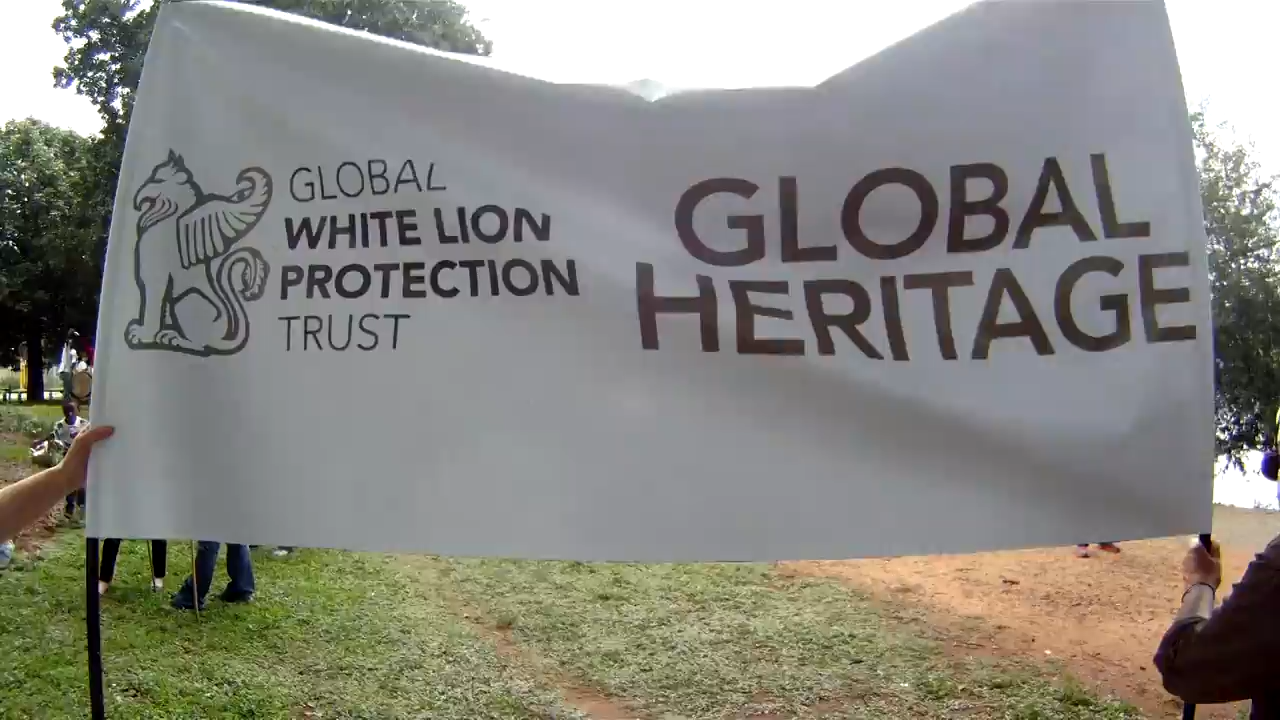 GLOBAL
WHITE LION
PROTECTION
TRUST
GLOBAL
HERITAGE